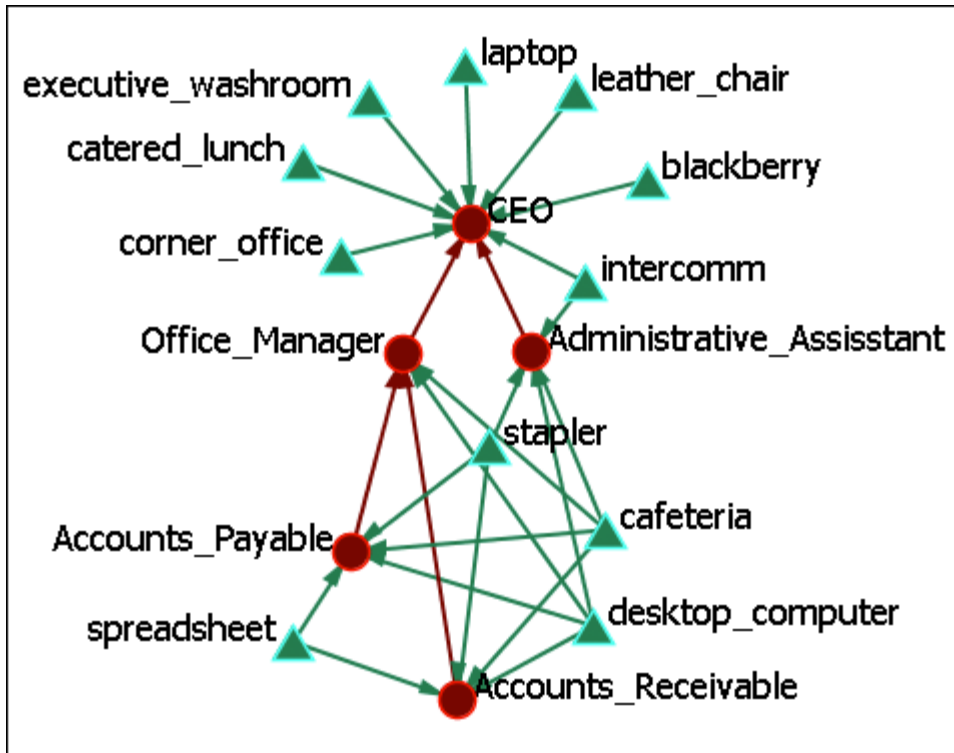 laptop
executive_washroom
leather_chair
catered_lunch
blackberry
CEO
corner_office
intercomm
Office_Manager
Administrative_Assisstant
stapler
cafeteria
Accounts_Payable
desktop_computer
spreadsheet
Accounts_Receivable